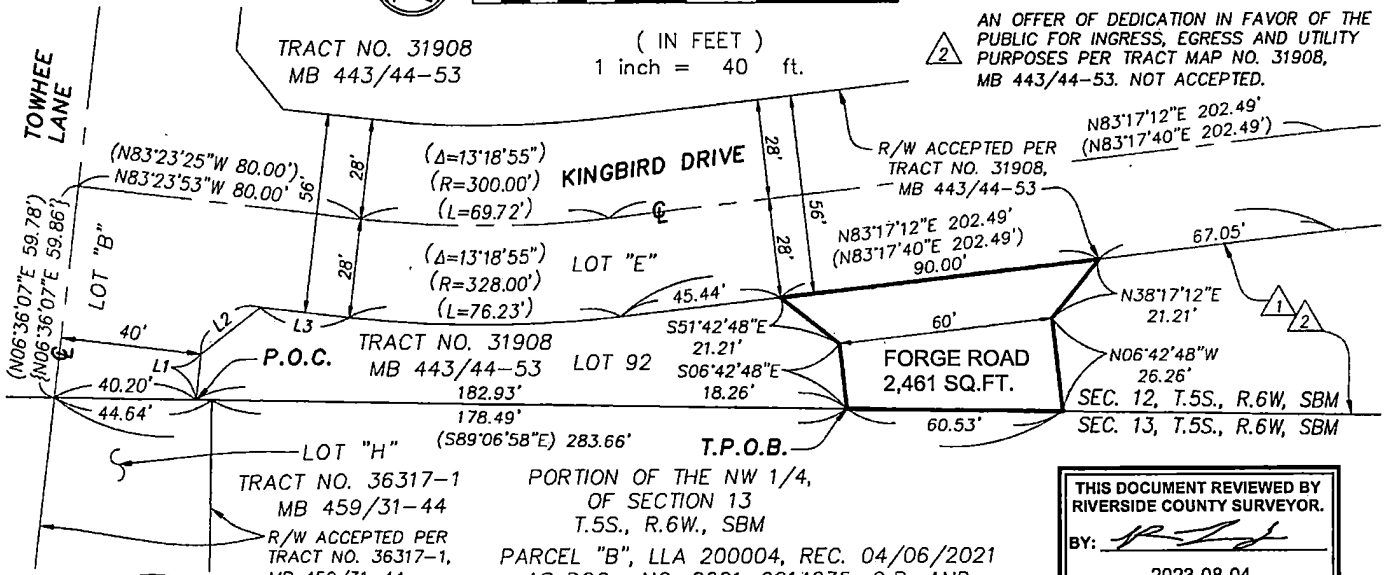 TRACT NO. 31908
MB 443/44-53
( IN FEET )
1 inch = 40 ft.
AN OFFER OF DEDICATION IN FAVOR OF THE
PUBLIC FOR INGRESS, EGRESS AND UTILITY
PURPOSES PER TRACT MAP NO. 31908,
MB 443/44-53. NOT ACCEPTED.
2
TOWHEE
LANE
(N83°23'25"W 80.00')
N83°23'53"W 80.00'
56'
28'
(Δ=13°18'55")
(R=300.00')
(L=69.72')
KINGBIRD DRIVE
℄
28'
56'
R/W ACCEPTED PER
TRACT NO. 31908,
MB 443/44-53
N83°17'12"E 202.49'
(N83°17'40"E 202.49')
(N06°36'07"E 59.78')
(N06°36'07"E 59.86')
℄
LOT "B"
28'
(Δ=13°18'55")
(R=328.00')
(L=76.23')
LOT "E"
28'
N83°17'12"E 202.49'
(N83°17'40"E 202.49')
90.00'
67.05'
45.44'
40'
L2
L3
L1
P.O.C.
TRACT NO. 31908
MB 443/44-53
LOT 92
S51°42'48"E
21.21'
S06°42'48"E
18.26'
60'
FORGE ROAD
2,461 SQ.FT.
N38°17'12"E
21.21'
1
2
N06°42'48"W
26.26'
40.20'
44.64'
182.93'
178.49'
(S89°06'58"E) 283.66'
T.P.O.B.
60.53'
SEC. 12, T.5S., R.6W, SBM
SEC. 13, T.5S., R.6W, SBM
LOT "H"
TRACT NO. 36317-1
MB 459/31-44
R/W ACCEPTED PER
TRACT NO. 36317-1,
MB 459/31-44
PORTION OF THE NW 1/4,
OF SECTION 13
T.5S., R.6W., SBM
PARCEL "B", LLA 200004, REC. 04/06/2021
THIS DOCUMENT REVIEWED BY
RIVERSIDE COUNTY SURVEYOR.
BY:
2023-08-04